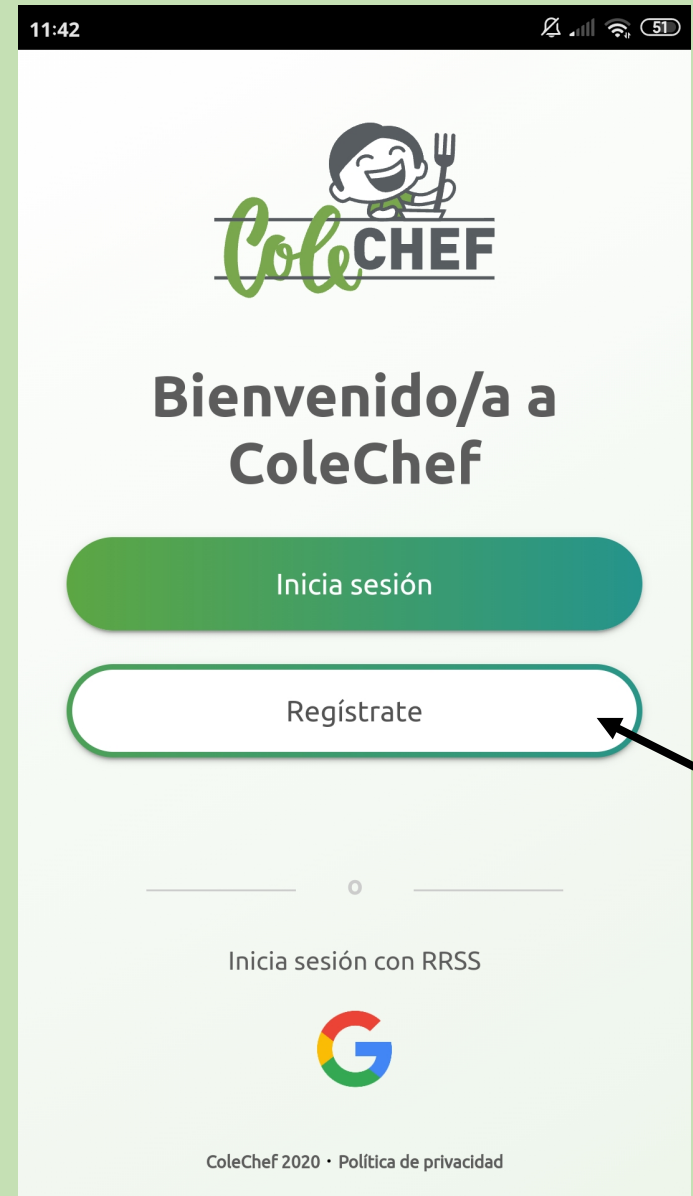 11:42
51
Cole CHEF
Bienvenido/a a
ColeChef
Inicia sesión
Regístrate
o
Inicia sesión con RRSS
G
ColeChef 2020 · Política de privacidad